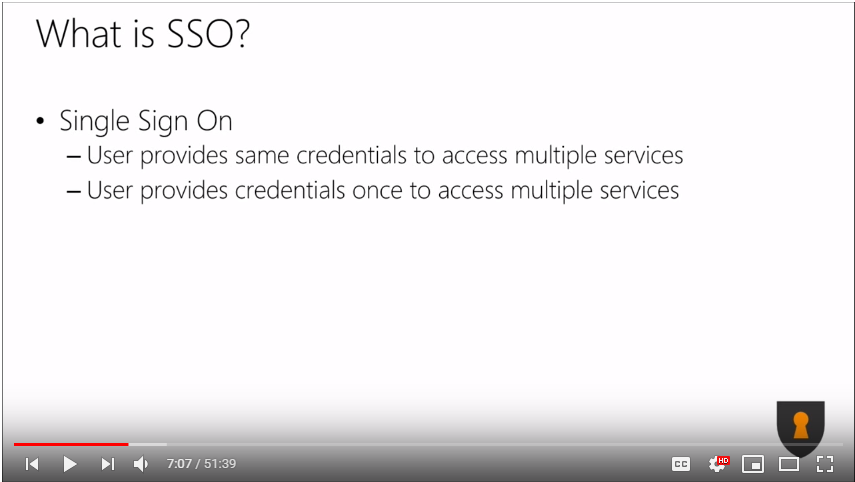 What is SSO?
• Single Sign On
– User provides same credentials to access multiple services
– User provides credentials once to access multiple services
7:07 / 51:39
CC
HD